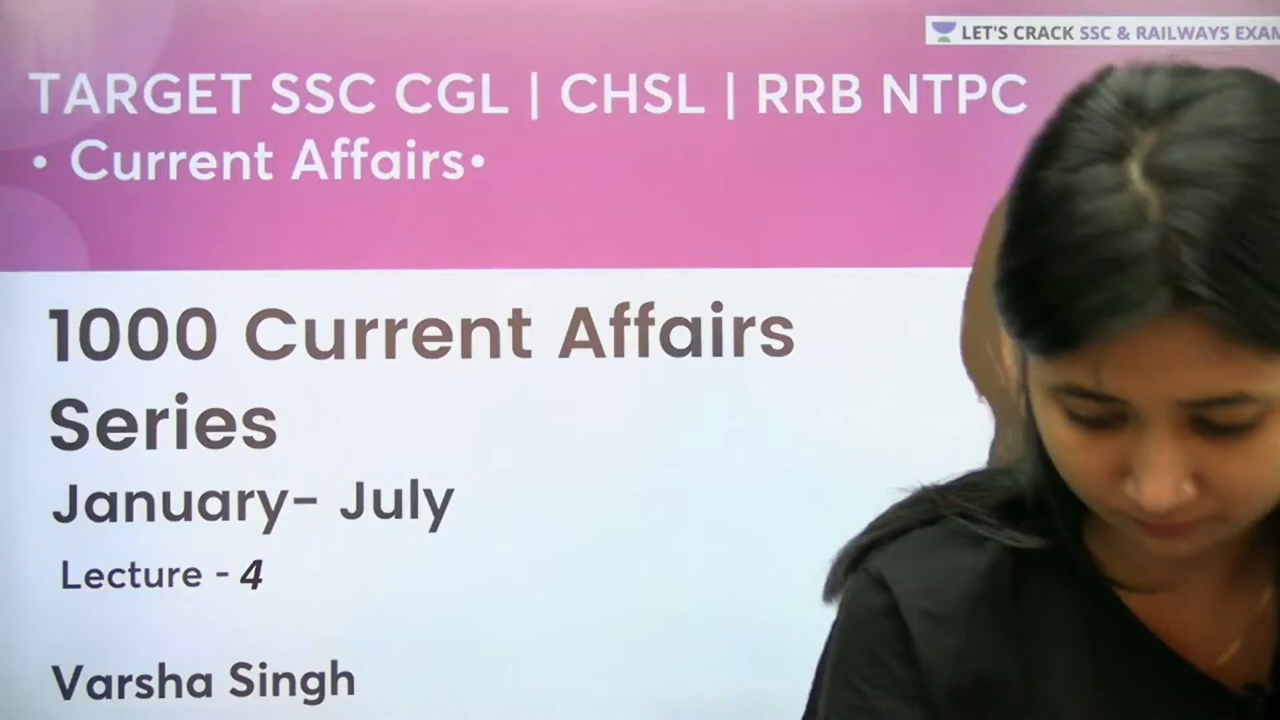 LET'S CRACK SSC & RAILWAYS EXAM
TARGET SSC CGL | CHSL | RRB NTPC
• Current Affairs•
1000 Current Affairs
Series
January- July
Lecture - 4
Varsha Singh